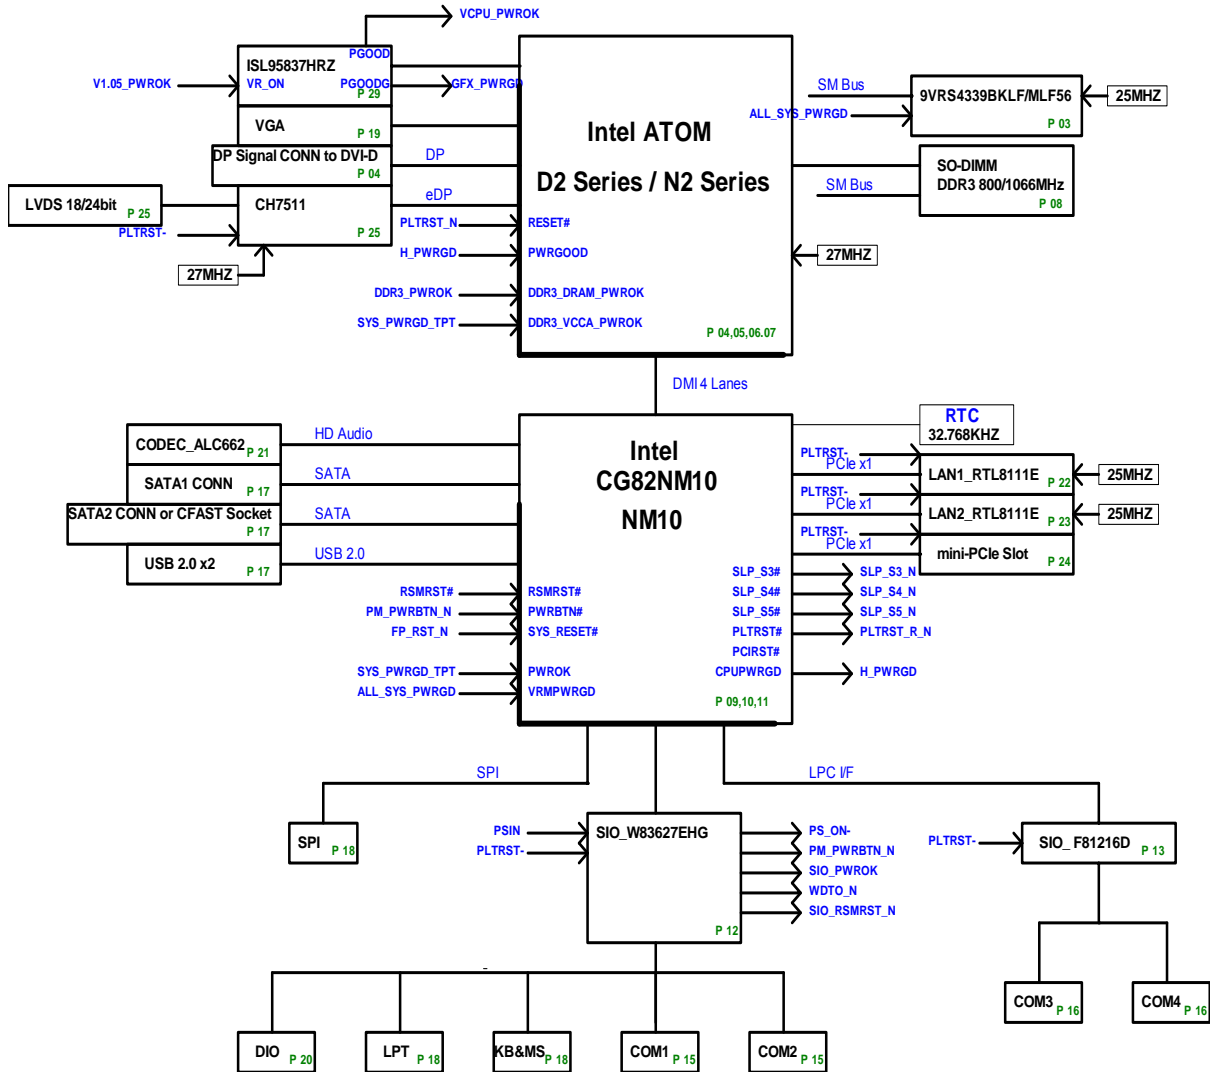 VCPU_PWROK
PGOOD
ISL95837HRZ
V1.05_PWROK
VR_ON
PGOODG
GFX_PWRGD
P 29
VGA
P 19
DP Signal CONN to DVI-D
P 04
DP
LVDS 18/24bit
P 25
CH7511
P 25
eDP
PLTRST-
27MHZ
Intel ATOM
D2 Series / N2 Series
PLTRST_N
RESET#
H_PWRGD
PWRGOOD
DDR3_PWROK
DDR3_DRAM_PWROK
SYS_PWRGD_TPT
DDR3_VCCA_PWROK
P 04,05,06.07
SM Bus
9VRS4339BKLF/MLF56
25MHZ
ALL_SYS_PWRGD
P 03
SO-DIMM
DDR3 800/1066MHz
SM Bus
P 08
27MHZ
DMI 4 Lanes
CODEC_ALC662
P 21
HD Audio
SATA1 CONN
P 17
SATA
SATA2 CONN or CFAST Socket
P 17
SATA
USB 2.0 x2
P 17
USB 2.0
Intel
CG82NM10
NM10
RTC
32.768KHZ
PLTRST-
PCIe x1
LAN1_RTL8111E
P 22
25MHZ
PLTRST-
PCIe x1
LAN2_RTL8111E
P 23
25MHZ
PLTRST-
PCIe x1
mini-PCIe Slot
P 24
RSMRST#
RSMRST#
PM_PWRBTN_N
PWRBTN#
FP_RST_N
SYS_RESET#
SYS_PWRGD_TPT
PWROK
ALL_SYS_PWRGD
VRMPWRGD
SLP_S3#
SLP_S3_N
SLP_S4#
SLP_S4_N
SLP_S5#
SLP_S5_N
PLTRST#
PLTRST_R_N
PCIRST#
CPUPWRGD
H_PWRGD
P 09,10,11
SPI
LPC I/F
SPI
P 18
PSIN
PLTRST-
SIO_W83627EHG
P 12
PS_ON-
PM_PWRBTN_N
SIO_PWROK
WDTO_N
SIO_RSMRST_N
PLTRST-
SIO_ F81216D
P 13
COM3
P 16
COM4
P 16
DIO
P 20
LPT
P 18
KB&MS
P 18
COM1
P 15
COM2
P 15